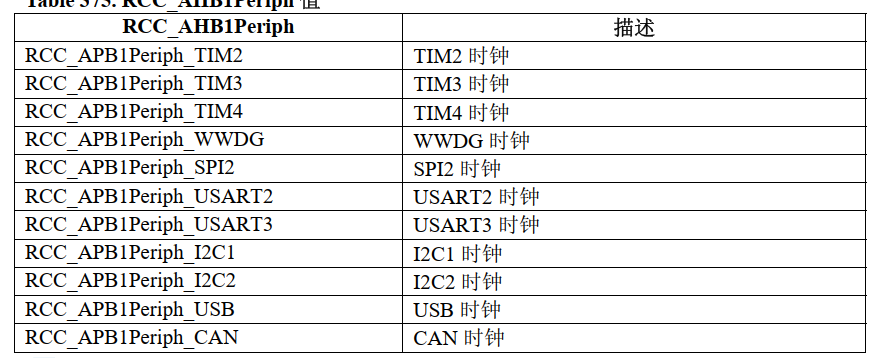 Table 373. RCC_AHB1Periph 值
RCC_AHB1Periph 描述
RCC_APB1Periph_TIM2 TIM2 时钟
RCC_APB1Periph_TIM3 TIM3 时钟
RCC_APB1Periph_TIM4 TIM4 时钟
RCC_APB1Periph_WWDG WWDG 时钟
RCC_APB1Periph_SPI2 SPI2 时钟
RCC_APB1Periph_USART2 USART2 时钟
RCC_APB1Periph_USART3 USART3 时钟
RCC_APB1Periph_I2C1 I2C1 时钟
RCC_APB1Periph_I2C2 I2C2 时钟
RCC_APB1Periph_USB USB 时钟
RCC_APB1Periph_CAN CAN 时钟